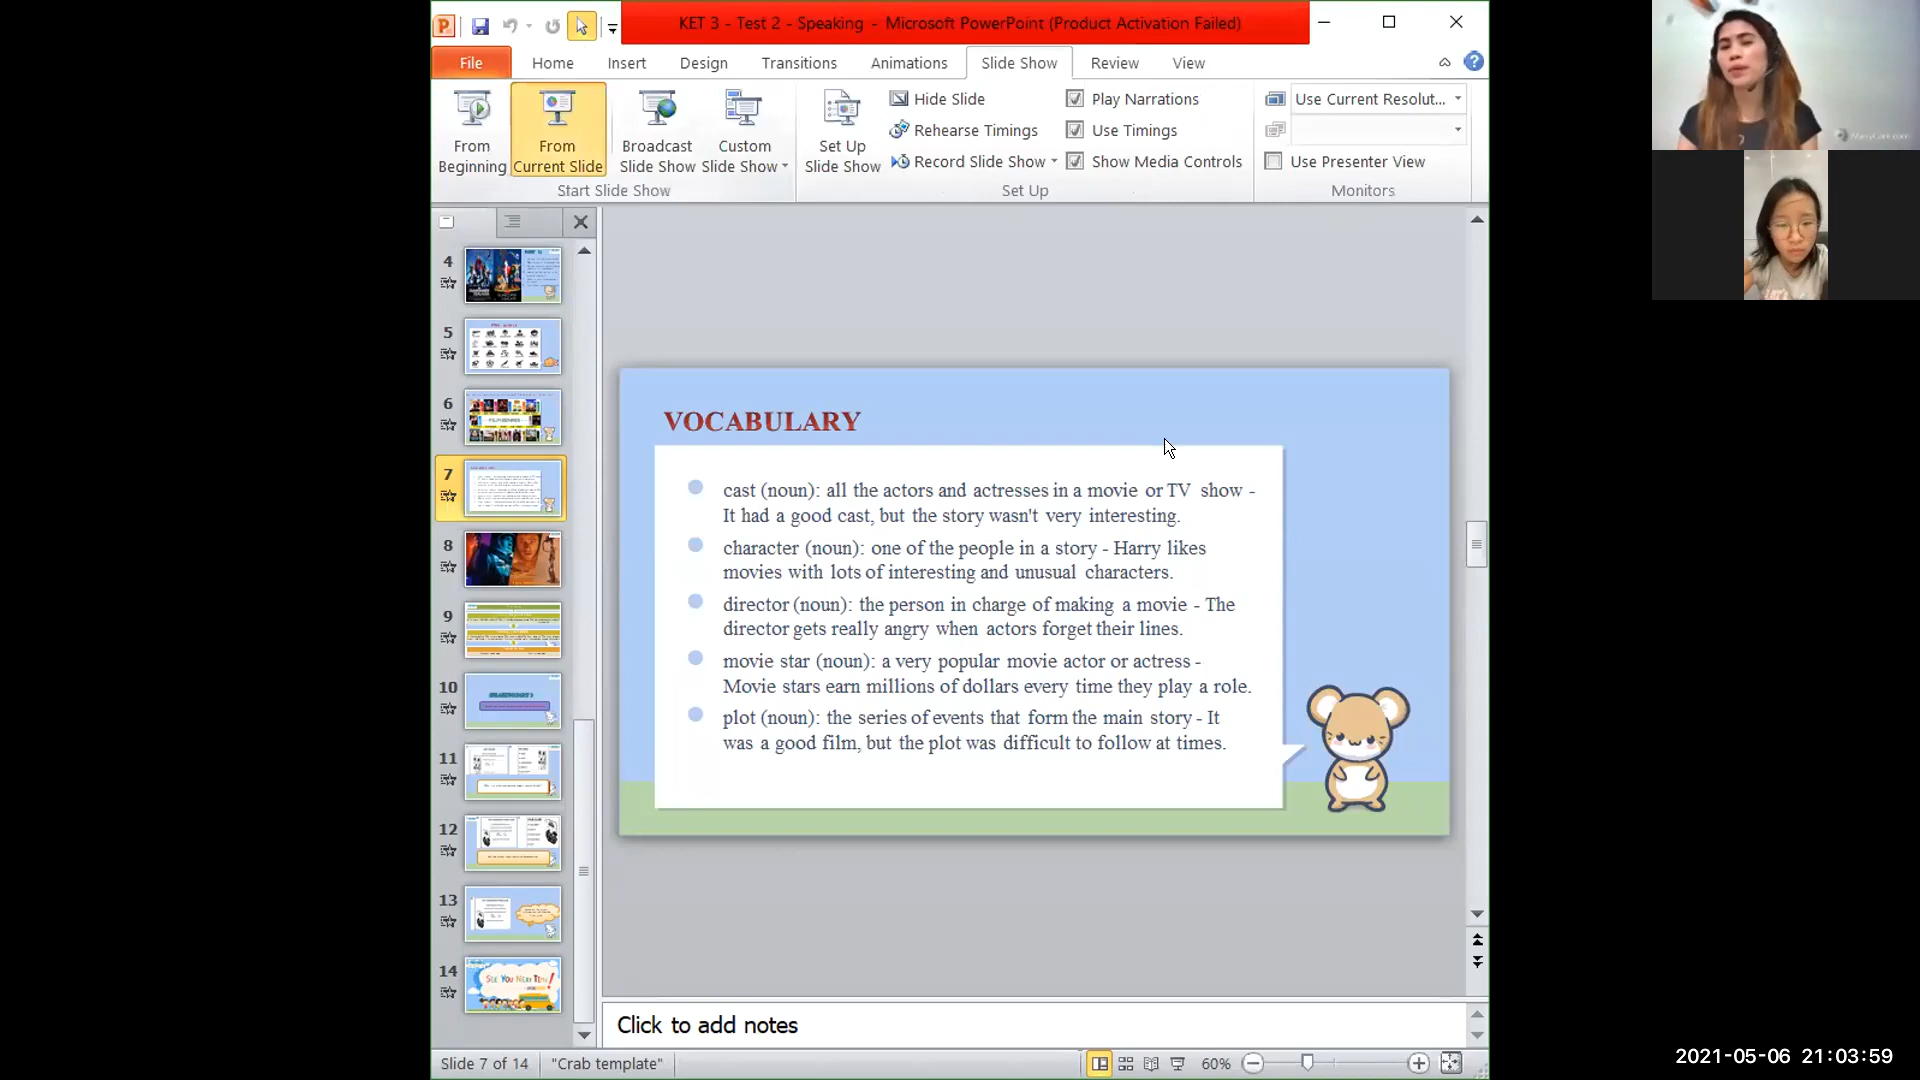 KET 3 - Test 2 - Speaking - Microsoft PowerPoint (Product Activation Failed)
File Home Insert Design Transitions Animations Slide Show Review View
From Beginning
From Current Slide
Broadcast Slide Show
Custom Slide Show
Set Up Slide Show
Hide Slide
Rehearse Timings
Record Slide Show
Play Narrations
Use Timings
Show Media Controls
Use Current Resolut...
Use Presenter View
Start Slide Show
Set Up
Monitors
4
5
6
7
8
9
10
11
12
13
14
SEE YOU NEXT TIME!
VOCABULARY
cast (noun): all the actors and actresses in a movie or TV show -
It had a good cast, but the story wasn't very interesting.
character (noun): one of the people in a story - Harry likes
movies with lots of interesting and unusual characters.
director (noun): the person in charge of making a movie - The
director gets really angry when actors forget their lines.
movie star (noun): a very popular movie actor or actress -
Movie stars earn millions of dollars every time they play a role.
plot (noun): the series of events that form the main story - It
was a good film, but the plot was difficult to follow at times.
Click to add notes
Slide 7 of 14 "Crab template" 60%
2021-05-06 21:03:59